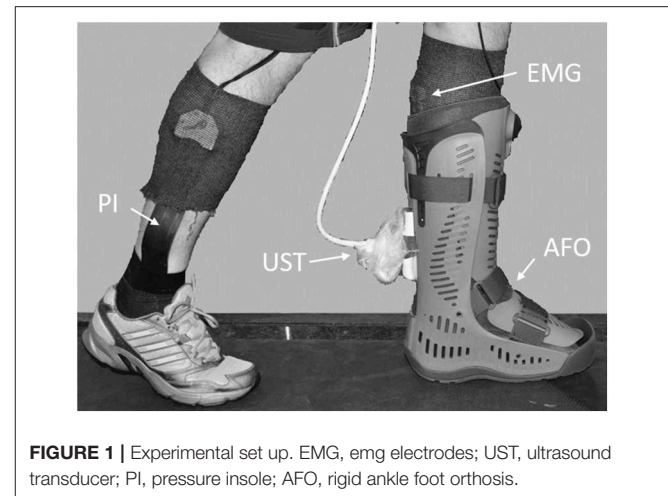 EMG
PI
AFO
UST
FIGURE 1 | Experimental set up. EMG, emg electrodes; UST, ultrasound
transducer; PI, pressure insole; AFO, rigid ankle foot orthosis.